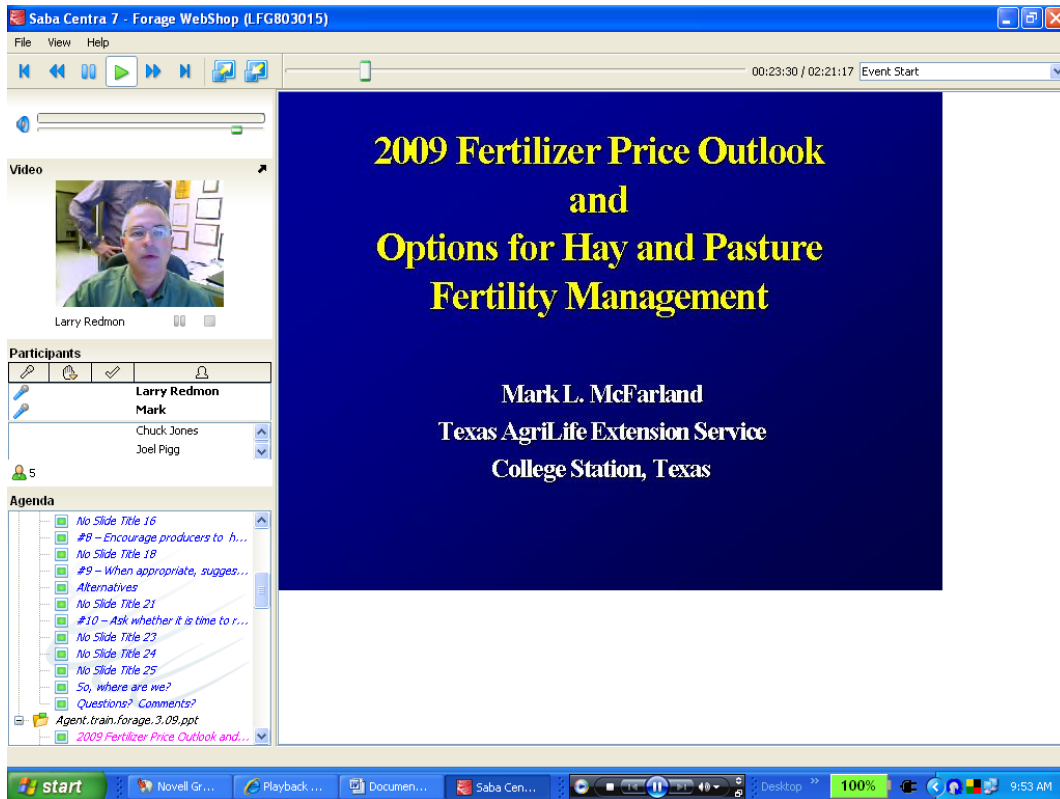 Saba Centra 7 - Forage WebShop (LFG803015)
File View Help
00:23:30 / 02:21:17 Event Start
Video
Larry Redmon
Participants
Larry Redmon
Mark
Chuck Jones
Joel Pigg
5
Agenda
No Slide Title 16
#8 – Encourage producers to h...
No Slide Title 18
#9 – When appropriate, sugges...
Alternatives
No Slide Title 21
#10 – Ask whether it is time to r...
No Slide Title 23
No Slide Title 24
No Slide Title 25
So, where are we?
Questions? Comments?
Agent.train.forage.3.09.ppt
2009 Fertilizer Price Outlook and...
2009 Fertilizer Price Outlook
and
Options for Hay and Pasture
Fertility Management
Mark L. McFarland
Texas AgriLife Extension Service
College Station, Texas
start Novell Gr... Playback ... Documen... Saba Cen... Desktop » 100% 9:53 AM